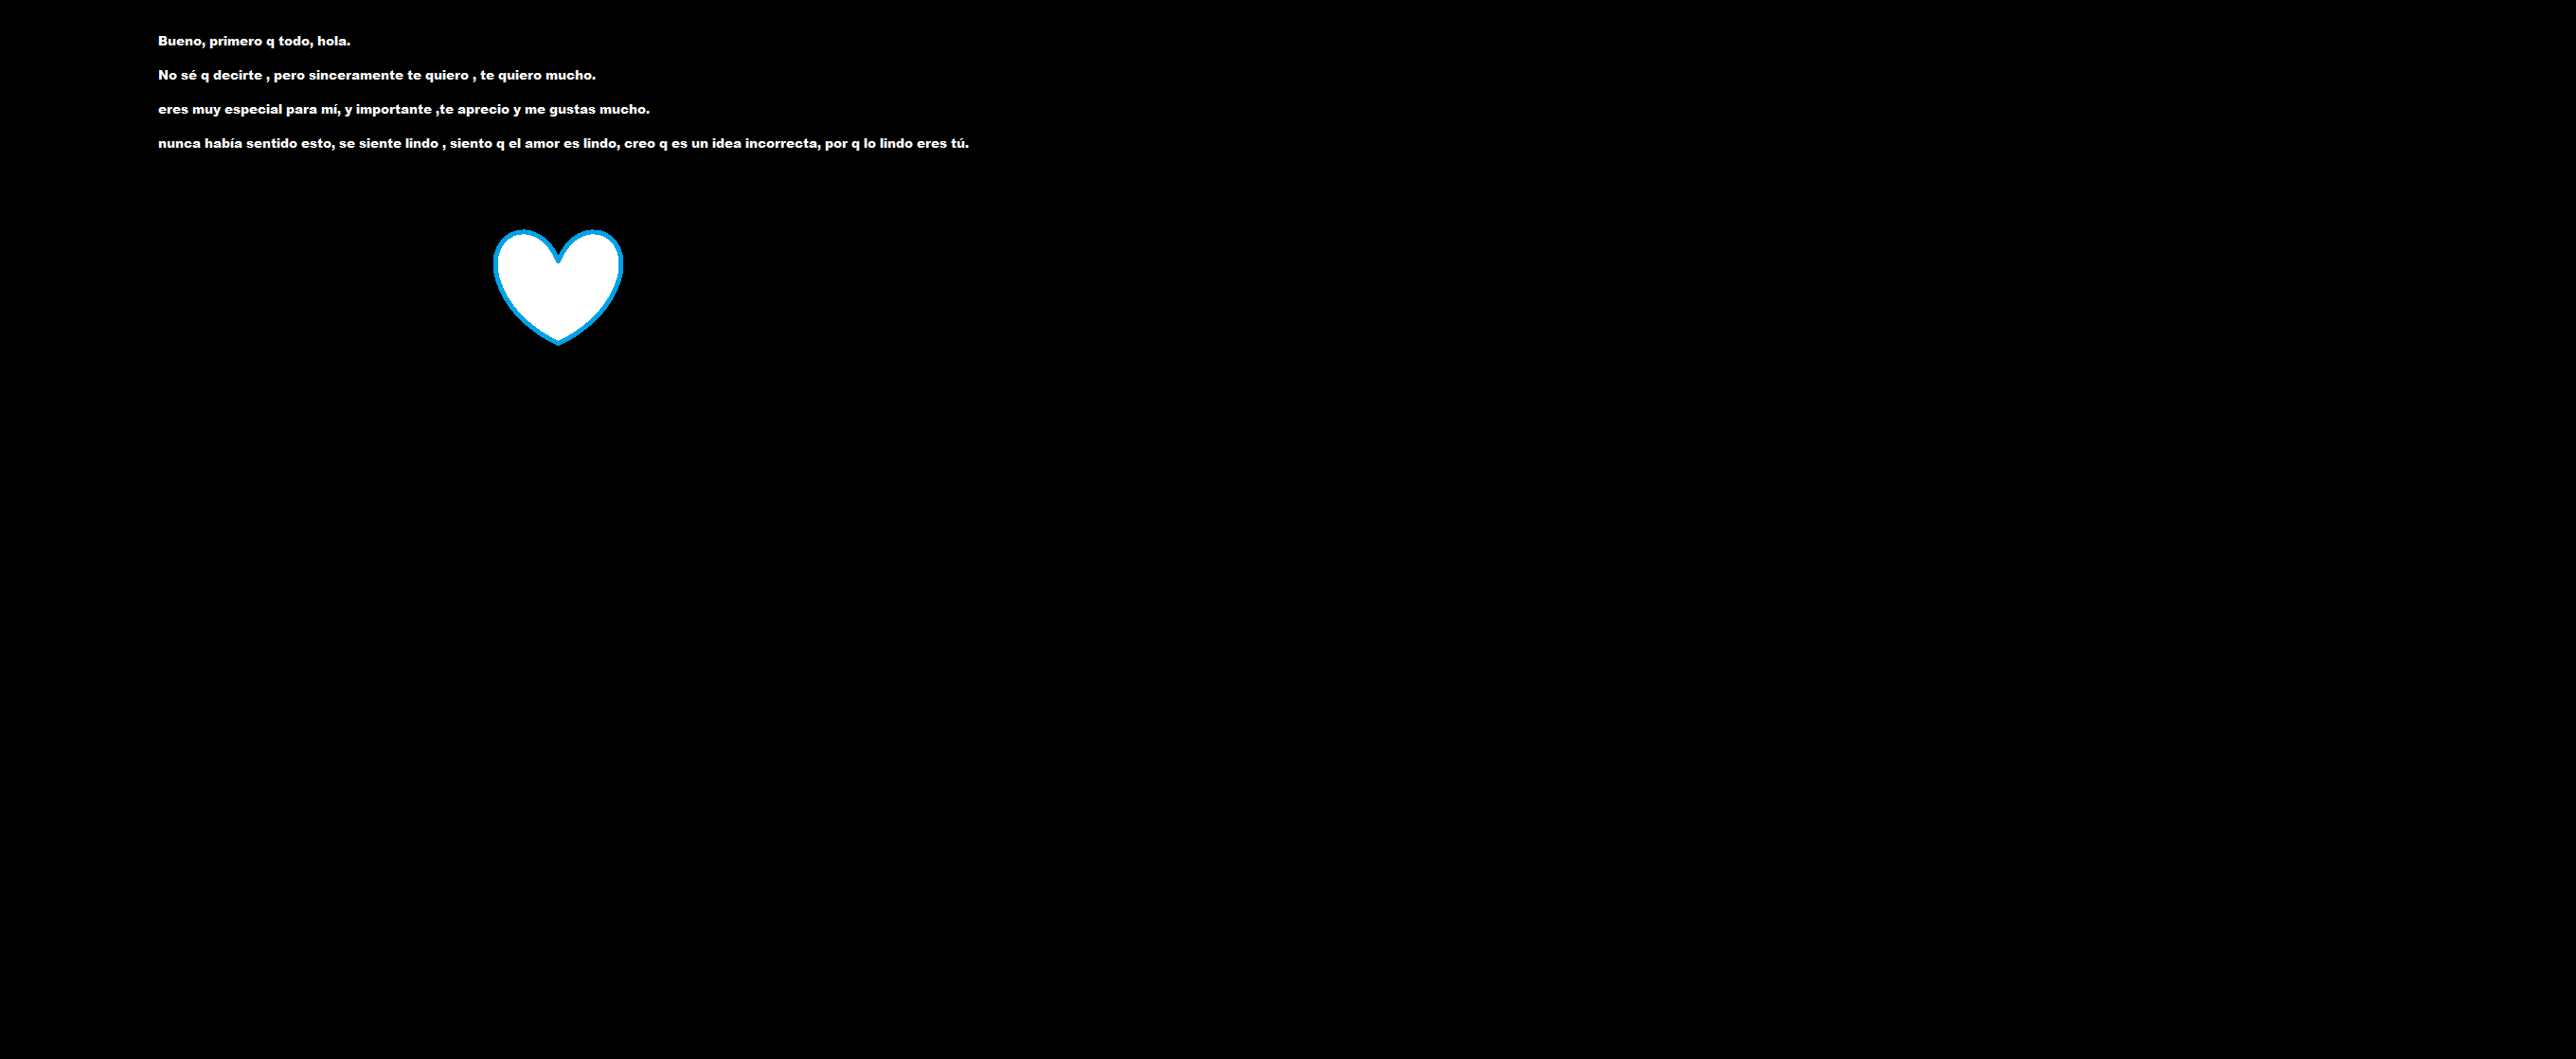 Bueno, primero q todo, hola.
No sé q decirte , pero sinceramente te quiero , te quiero mucho.
eres muy especial para mí, y importante ,te aprecio y me gustas mucho.
nunca había sentido esto, se siente lindo , siento q el amor es lindo, creo q es un idea incorrecta, por q lo lindo eres tú.